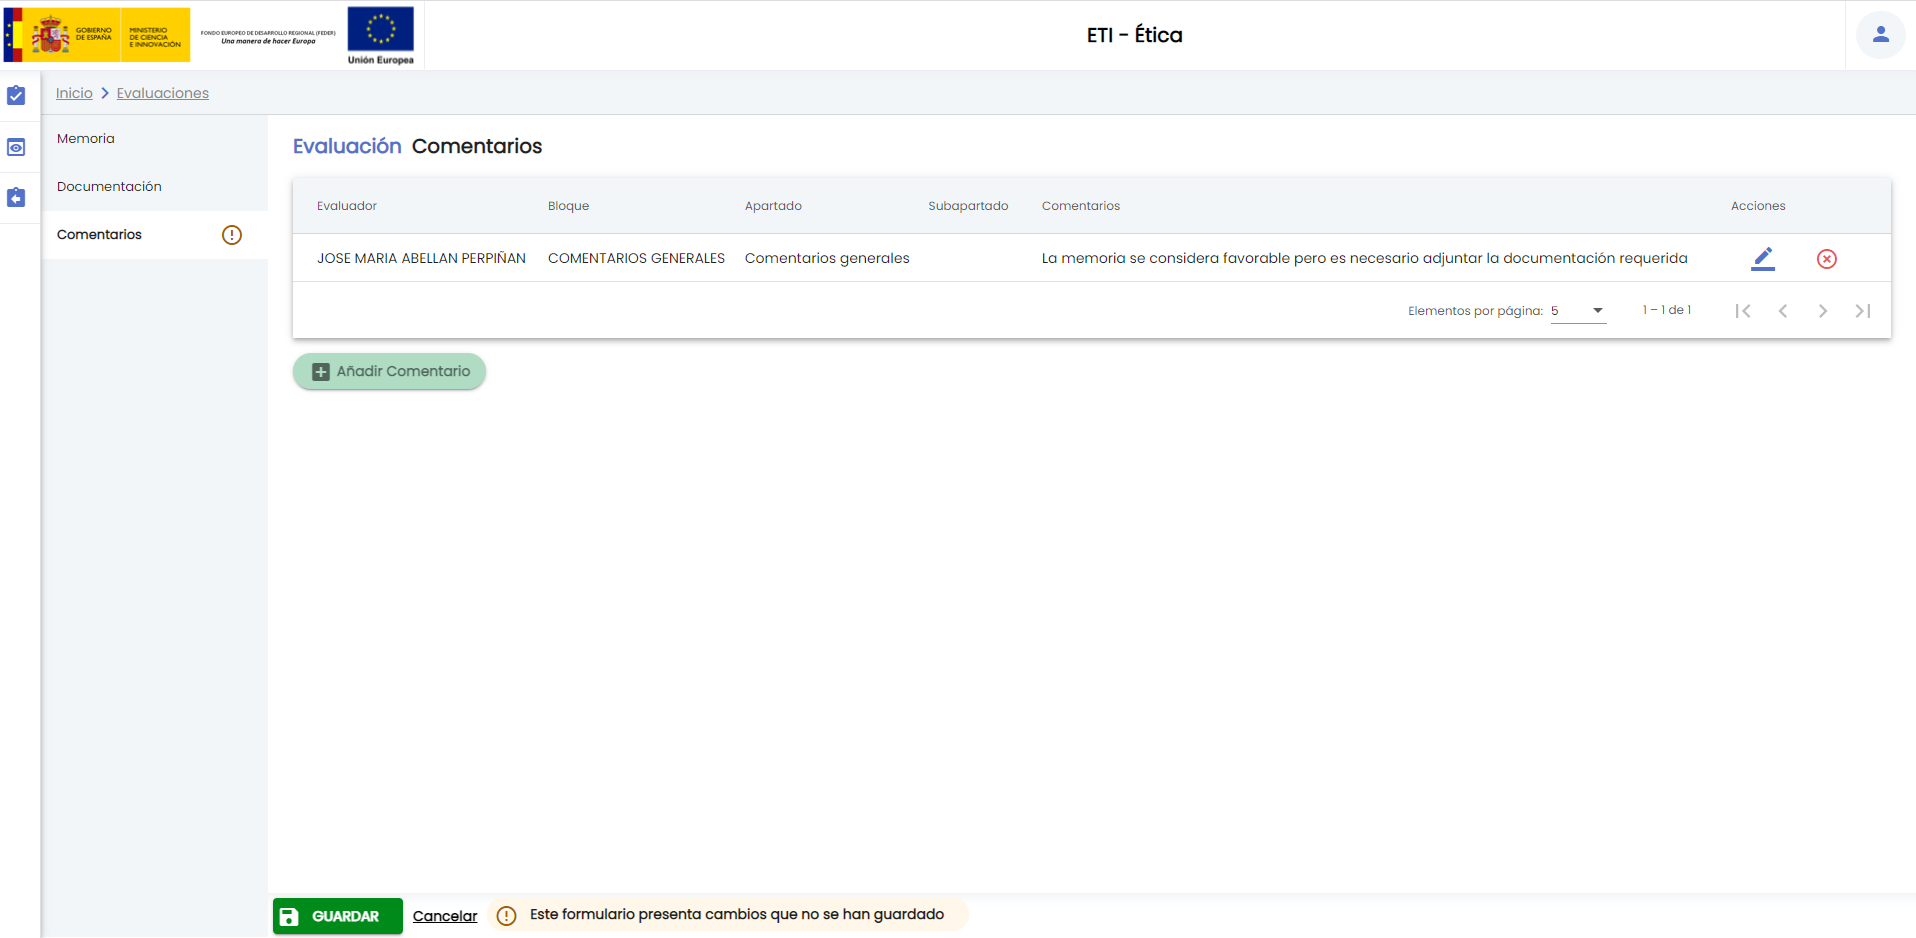 GOBIERNO
DE ESPAÑA
MINISTERIO
DE CIENCIA
E INNOVACIÓN
FONDO EUROPEO DE DESARROLLO REGIONAL (FEDER)
Una manera de hacer Europa
Unión Europea
ETI - Ética
Inicio Evaluaciones
Memoria
Documentación
Comentarios
Evaluación Comentarios
Evaluador Bloque Apartado Subapartado Comentarios Acciones
JOSE MARIA ABELLAN PERPIÑAN COMENTARIOS GENERALES Comentarios generales La memoria se considera favorable pero es necesario adjuntar la documentación requerida
Elementos por página: 5 1 – 1 de 1
Añadir Comentario
GUARDAR Cancelar Este formulario presenta cambios que no se han guardado